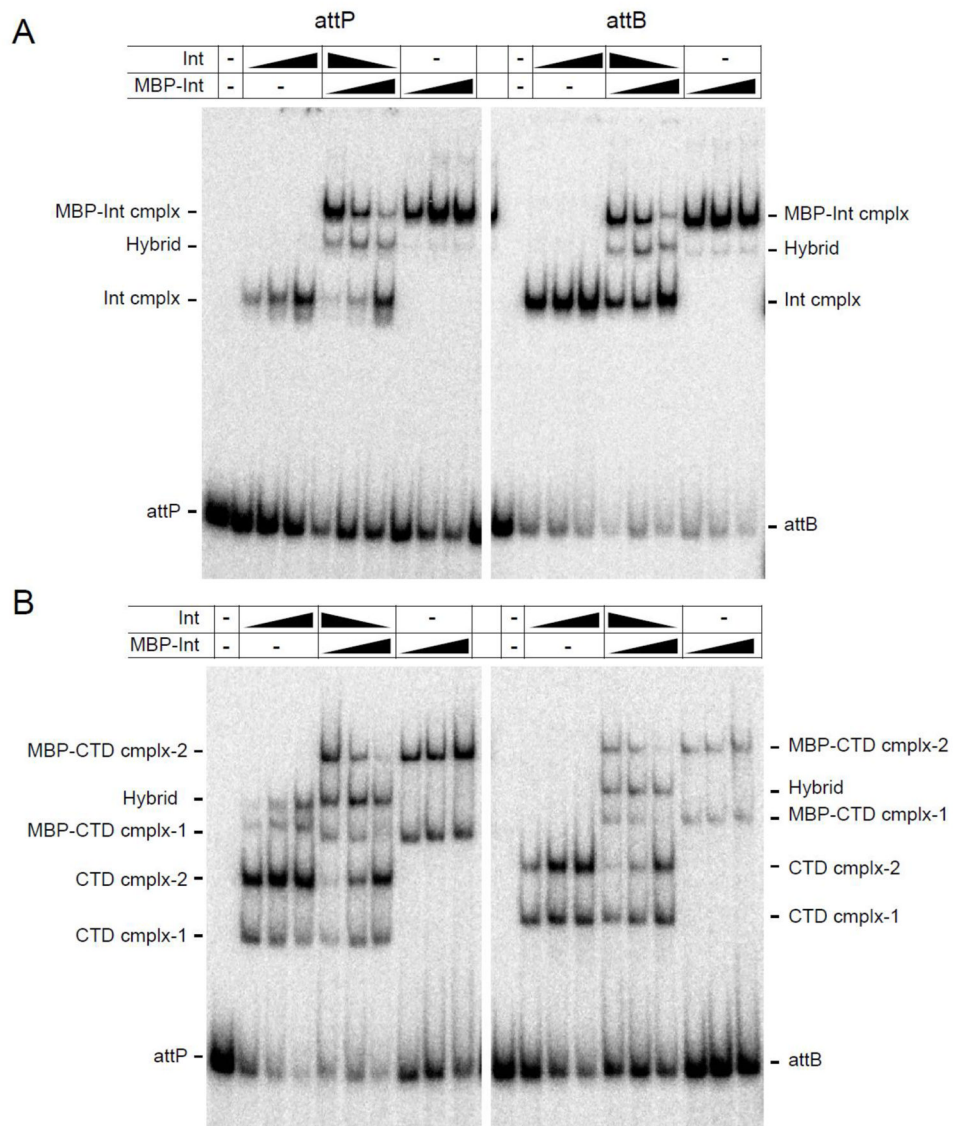 A
attP attB
Int - - - -
MBP-Int - - - -
MBP-Int cmplx
Hybrid
Int cmplx
attP
MBP-Int cmplx
Hybrid
Int cmplx
attB
B
Int - - - -
MBP-Int - - - -
MBP-CTD cmplx-2
Hybrid
MBP-CTD cmplx-1
CTD cmplx-2
CTD cmplx-1
attP
MBP-CTD cmplx-2
Hybrid
MBP-CTD cmplx-1
CTD cmplx-2
CTD cmplx-1
attB